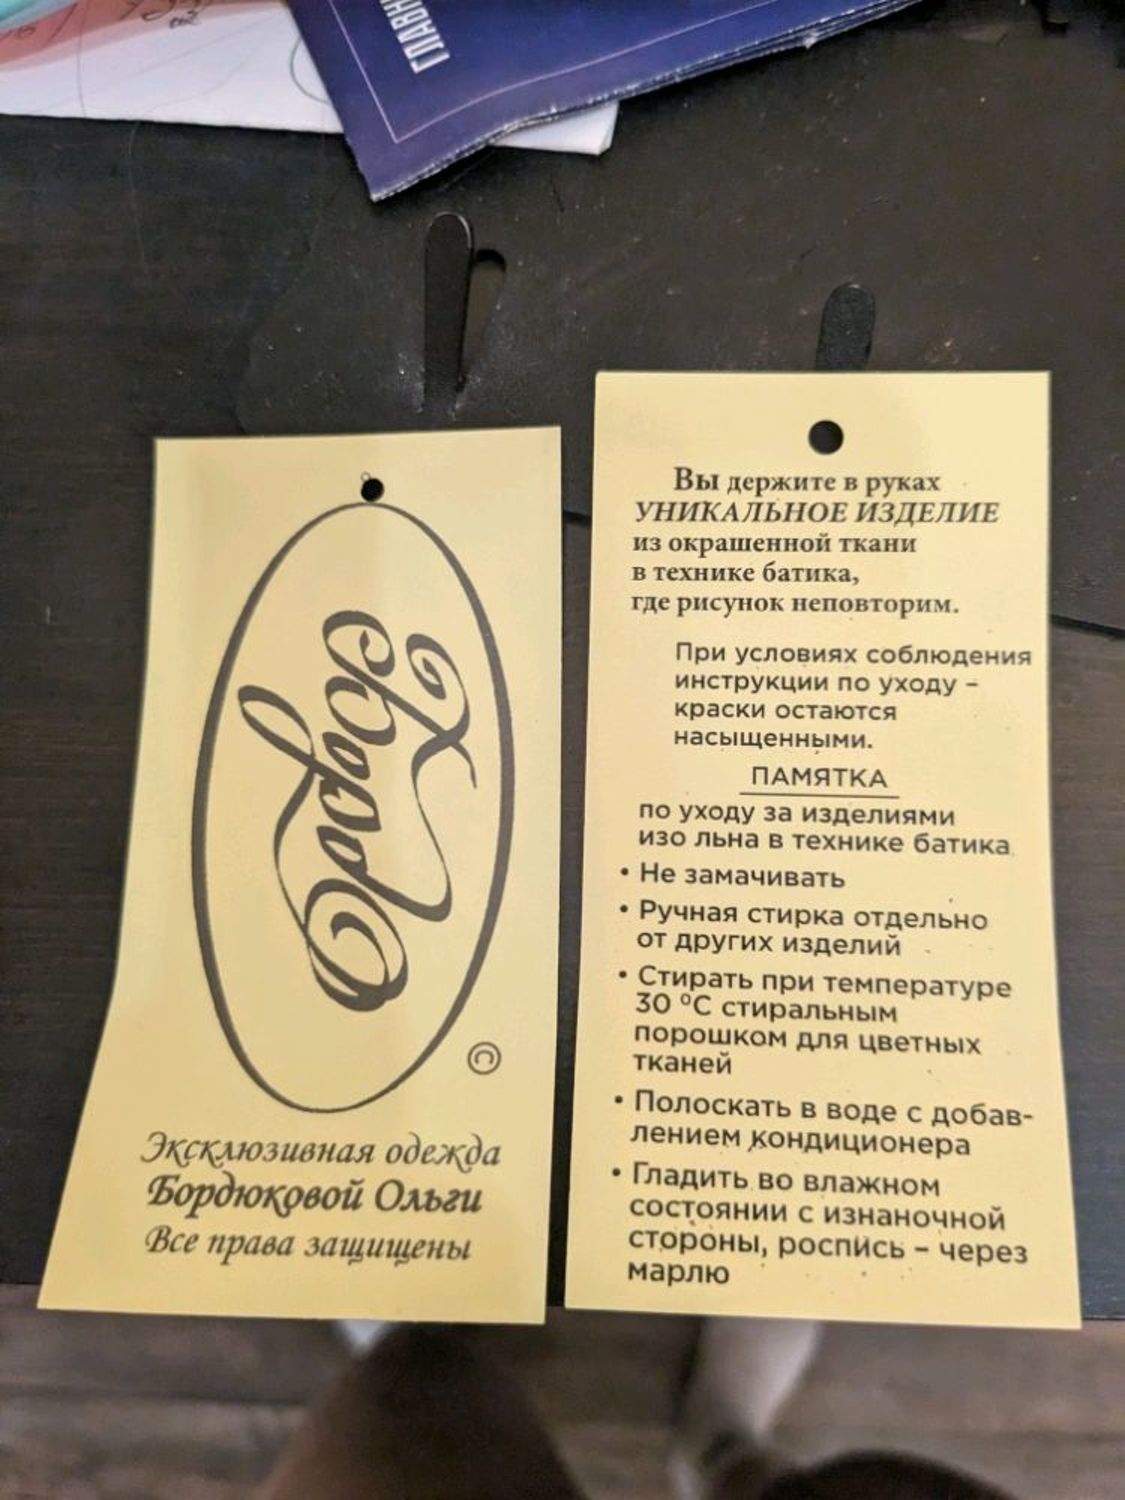 ГЛАВН
©
Эксклюзивная одежда
Бордюковой Ольги
Все права защищены
Вы держите в руках
УНИКАЛЬНОЕ ИЗДЕЛИЕ
из окрашенной ткани
в технике батика,
где рисунок неповторим.
При условиях соблюдения
инструкции по уходу –
краски остаются
насыщенными.
ПАМЯТКА
по уходу за изделиями
изо льна в технике батика
• Не замачивать
• Ручная стирка отдельно
от других изделий
• Стирать при температуре
30 °C стиральным
порошком для цветных
тканей
• Полоскать в воде с добав-
лением кондиционера
• Гладить во влажном
состоянии с изнаночной
стороны, роспись – через
марлю